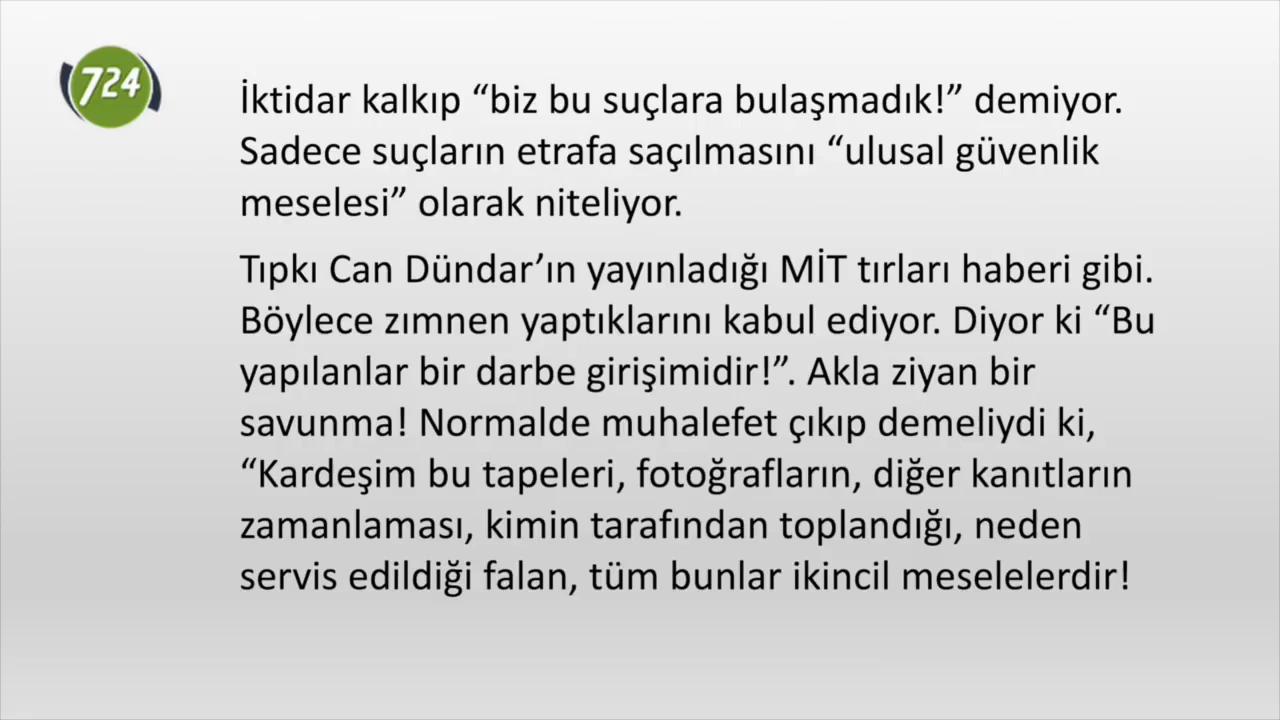 724
İktidar kalkıp “biz bu suçlara bulaşmadık!” demiyor.
Sadece suçların etrafa saçılmasını “ulusal güvenlik
meselesi” olarak niteliyor.
Tıpkı Can Dündar’ın yayınladığı MİT tırları haberi gibi.
Böylece zımnen yaptıklarını kabul ediyor. Diyor ki “Bu
yapılanlar bir darbe girişimidir!”. Akla ziyan bir
savunma! Normalde muhalefet çıkıp demeliydi ki,
“Kardeşim bu tapeleri, fotoğrafların, diğer kanıtların
zamanlaması, kimin tarafından toplandığı, neden
servis edildiği falan, tüm bunlar ikincil meselelerdir!